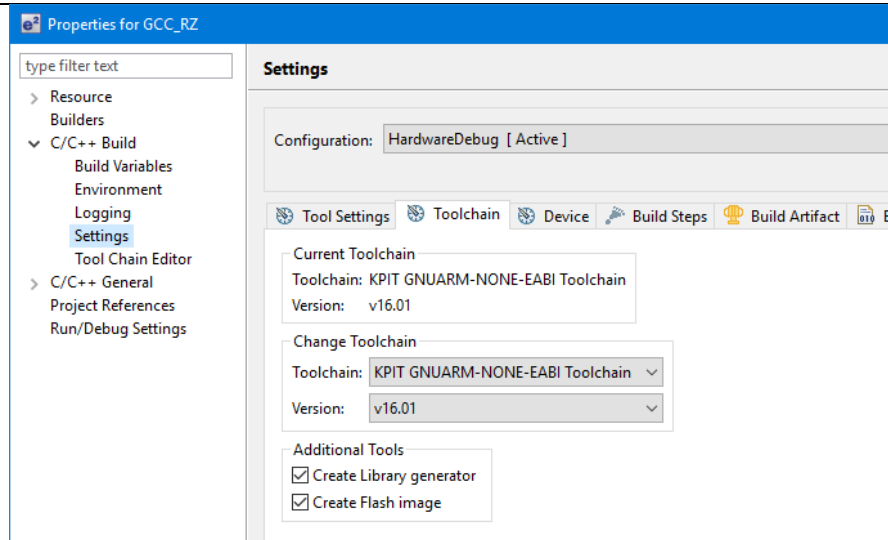 e² Properties for GCC_RZ
type filter text
Resource
Builders
C/C++ Build
Build Variables
Environment
Logging
Settings
Tool Chain Editor
C/C++ General
Project References
Run/Debug Settings
Settings
Configuration: HardwareDebug [ Active ]
Tool Settings Toolchain Device Build Steps Build Artifact
Current Toolchain
Toolchain: KPIT GNUARM-NONE-EABI Toolchain
Version: v16.01
Change Toolchain
Toolchain: KPIT GNUARM-NONE-EABI Toolchain
Version: v16.01
Additional Tools
Create Library generator
Create Flash image